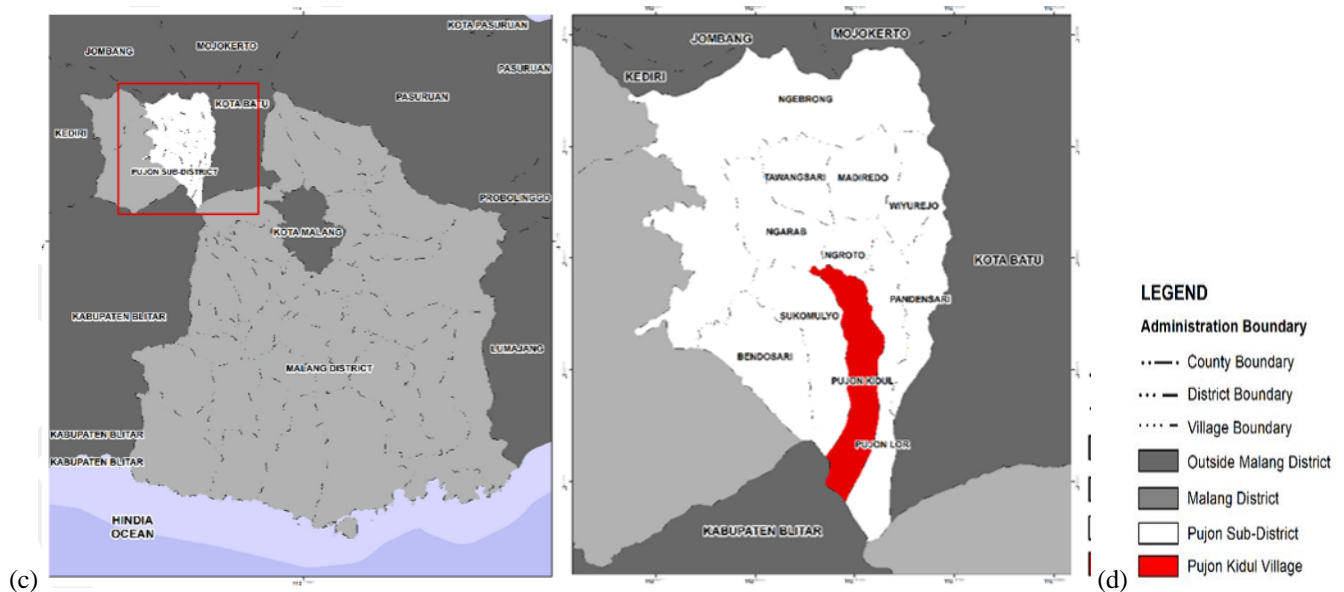 KOTA PASURUAN
JOMBANG
MOJOKERTO
PASURUAN
PASURUAN
KOTA BATU
KEDIRI
PUJON SUB-DISTRICT
PROBOLINGGO
KOTA MALANG
KABUPATEN BLITAR
LUMAJANG
MALANG DISTRICT
KABUPATEN BLITAR
KABUPATEN BLITAR
HINDIA
OCEAN
(c)
JOMBANG
MOJOKERTO
KEDIRI
NGEBRONG
TAWANGSARI
MADIREDO
WIYUREJO
NGARAB
NGROTO
KOTA BATU
PANDENSARI
SUKOMULYO
BENDOSARI
PUJON KIDUL
PUJON LOR
KABUPATEN BLITAR
(d)
LEGEND
Administration Boundary
County Boundary
District Boundary
Village Boundary
Outside Malang District
Malang District
Pujon Sub-District
Pujon Kidul Village